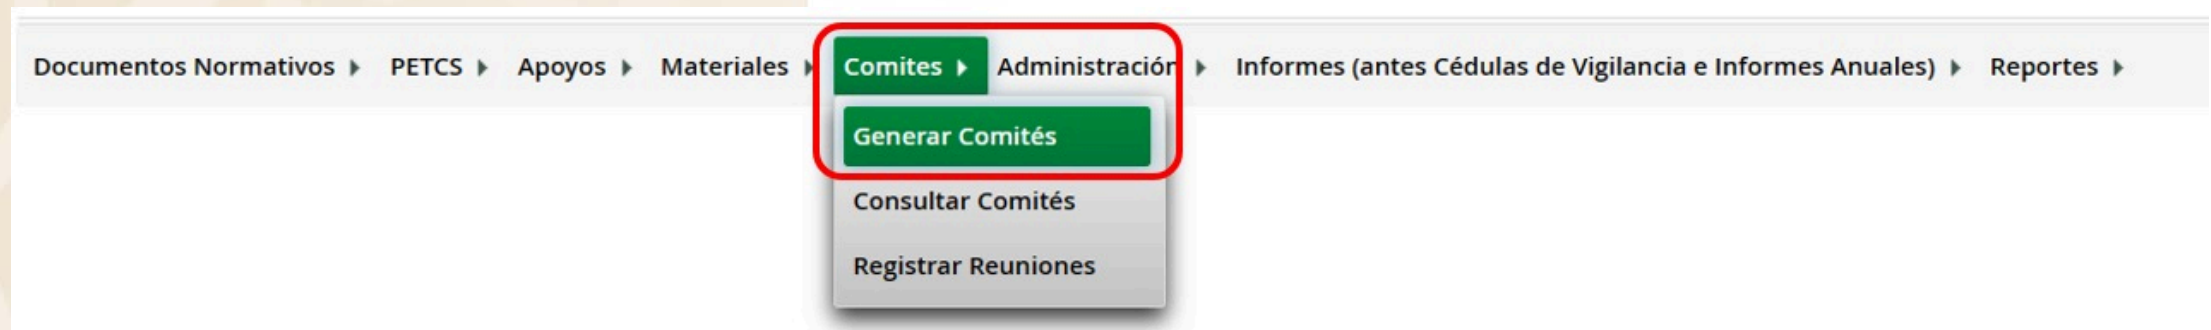 Documentos Normativos PETCS Apoyos Materiales Comites Administración Informes (antes Cédulas de Vigilancia e Informes Anuales) Reportes
Generar Comités
Consultar Comités
Registrar Reuniones